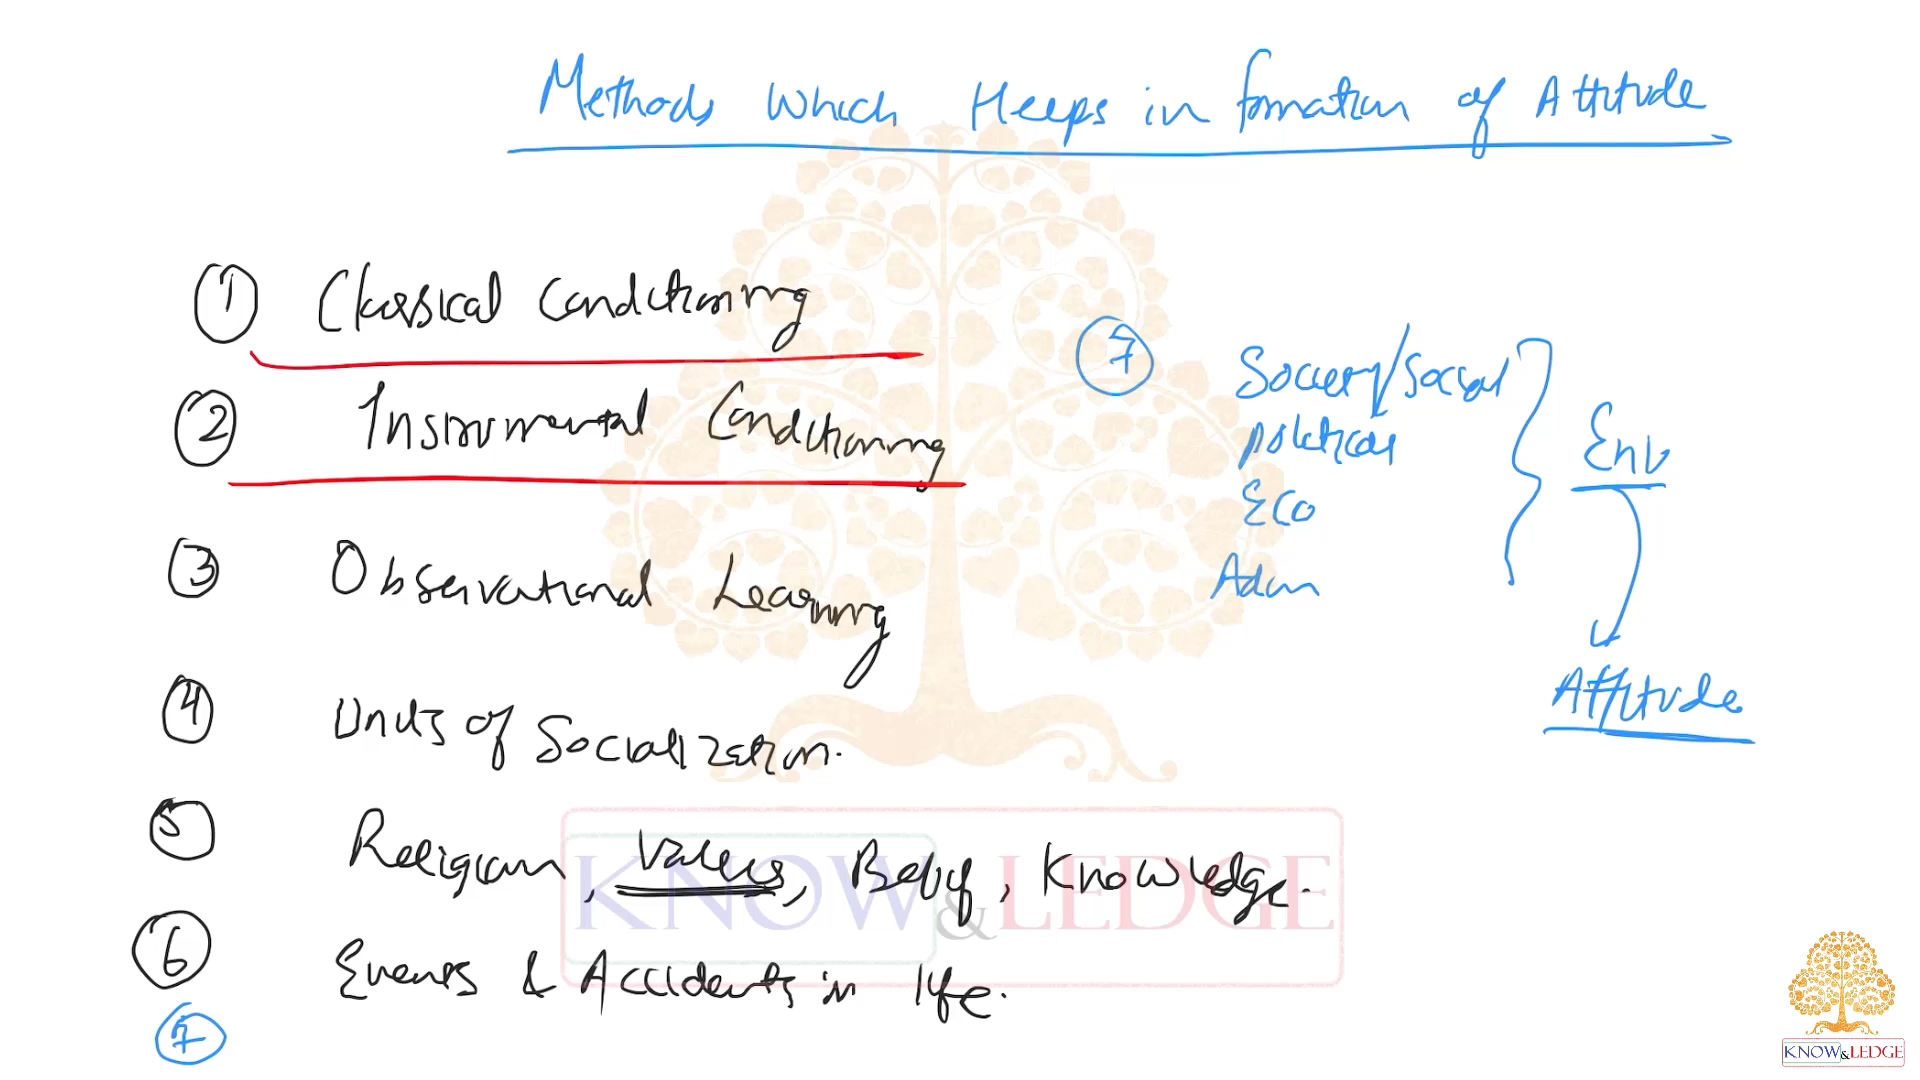 Methods Which Heeps in formation of Attitude
① Classical Conditioning
② Instrumental Conditioning
③ Observational Learning
④ Units of Socialization.
⑤ Religion, Values, Belief, Knowledge.
⑥ Events & Accidents in life.
⑦
⑦ Society/Social
political
Eco
Adm
Env
Attitude
KNOW&LEDGE
KNOW&LEDGE